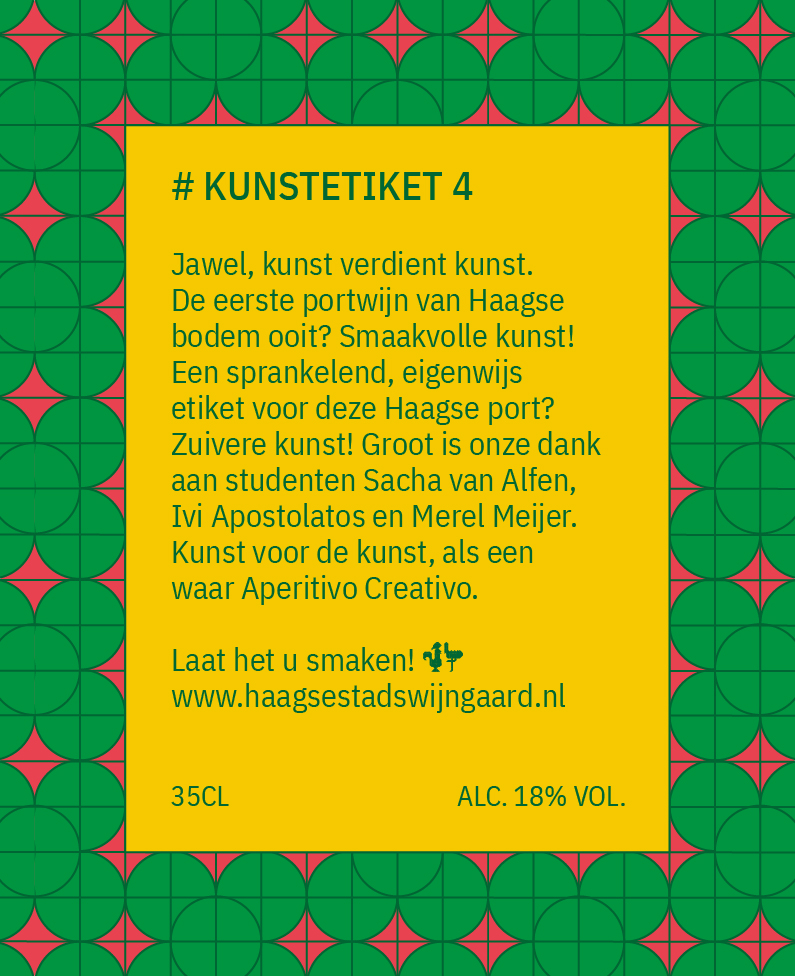 # KUNSTETIKET 4
Jawel, kunst verdient kunst.
De eerste portwijn van Haagse
bodem ooit? Smaakvolle kunst!
Een sprankelend, eigenwijs
etiket voor deze Haagse port?
Zuivere kunst! Groot is onze dank
aan studenten Sacha van Alfen,
Ivi Apostolatos en Merel Meijer.
Kunst voor de kunst, als een
waar Aperitivo Creativo.
Laat het u smaken!
www.haagsestadswijngaard.nl
35CL ALC. 18% VOL.